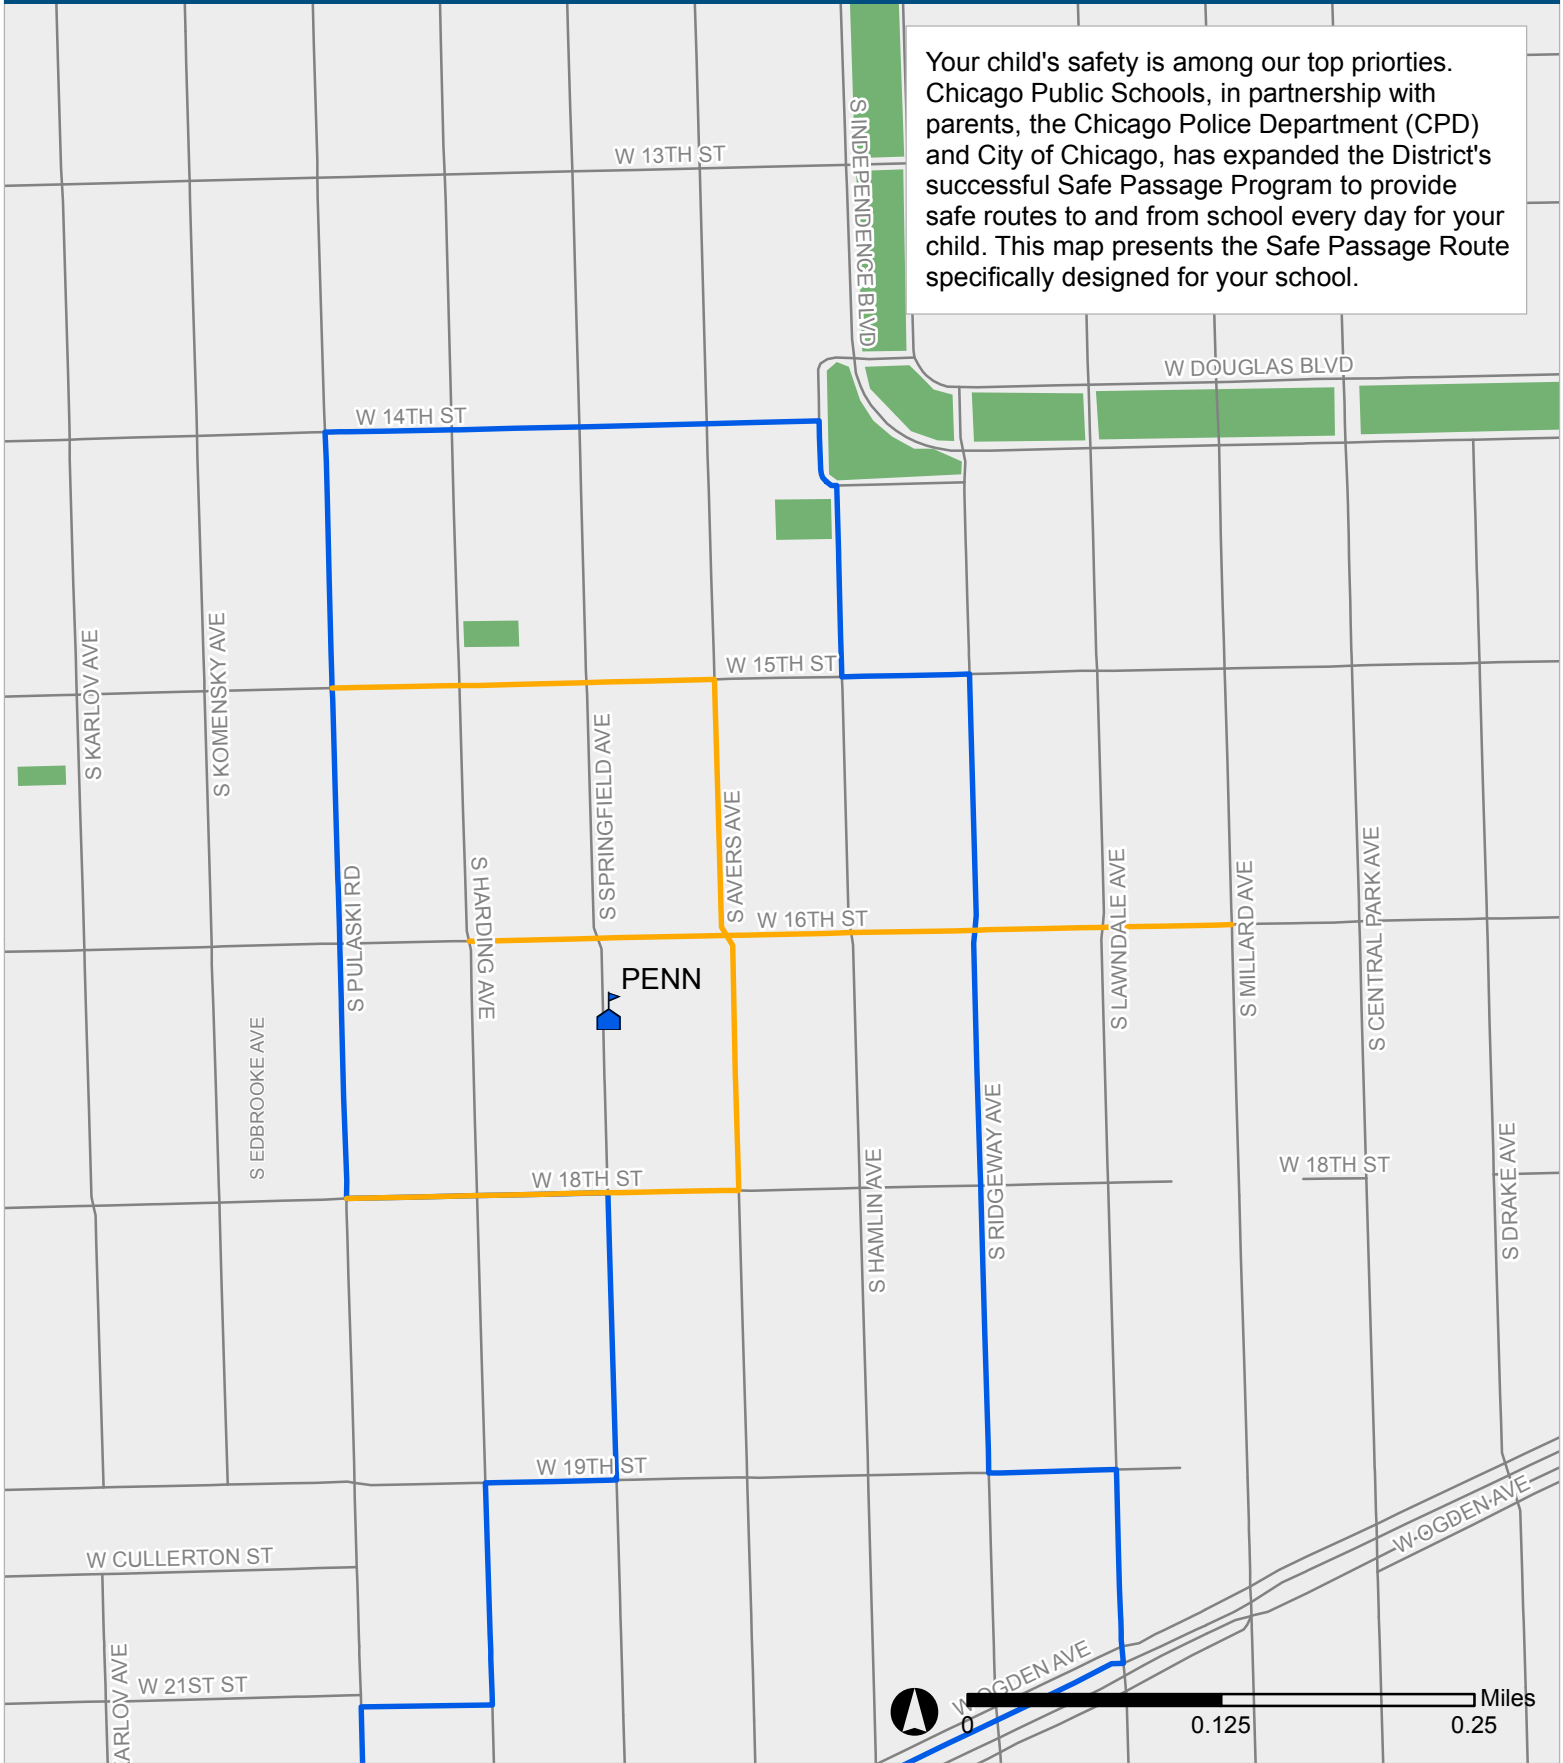 Your child's safety is among our top priorties.
Chicago Public Schools, in partnership with
parents, the Chicago Police Department (CPD)
and City of Chicago, has expanded the District's
successful Safe Passage Program to provide
safe routes to and from school every day for your
child. This map presents the Safe Passage Route
specifically designed for your school.
S INDEPENDENCE BLVD
W 13TH ST
W DOUGLAS BLVD
W 14TH ST
W 15TH ST
S KARLOV AVE
S KOMENSKY AVE
S SPRINGFIELD AVE
S AVERS AVE
S PULASKI RD
S HARDING AVE
W 16TH ST
S LAWNDALE AVE
S MILLARD AVE
S CENTRAL PARK AVE
PENN
S EDBROOKE AVE
S RIDGEWAY AVE
W 18TH ST
S HAMLIN AVE
W 18TH ST
S DRAKE AVE
W 19TH ST
W OGDEN AVE
W CULLERTON ST
W 21ST ST
ARLOV AVE
W OGDEN AVE
Miles
0 0.125 0.25